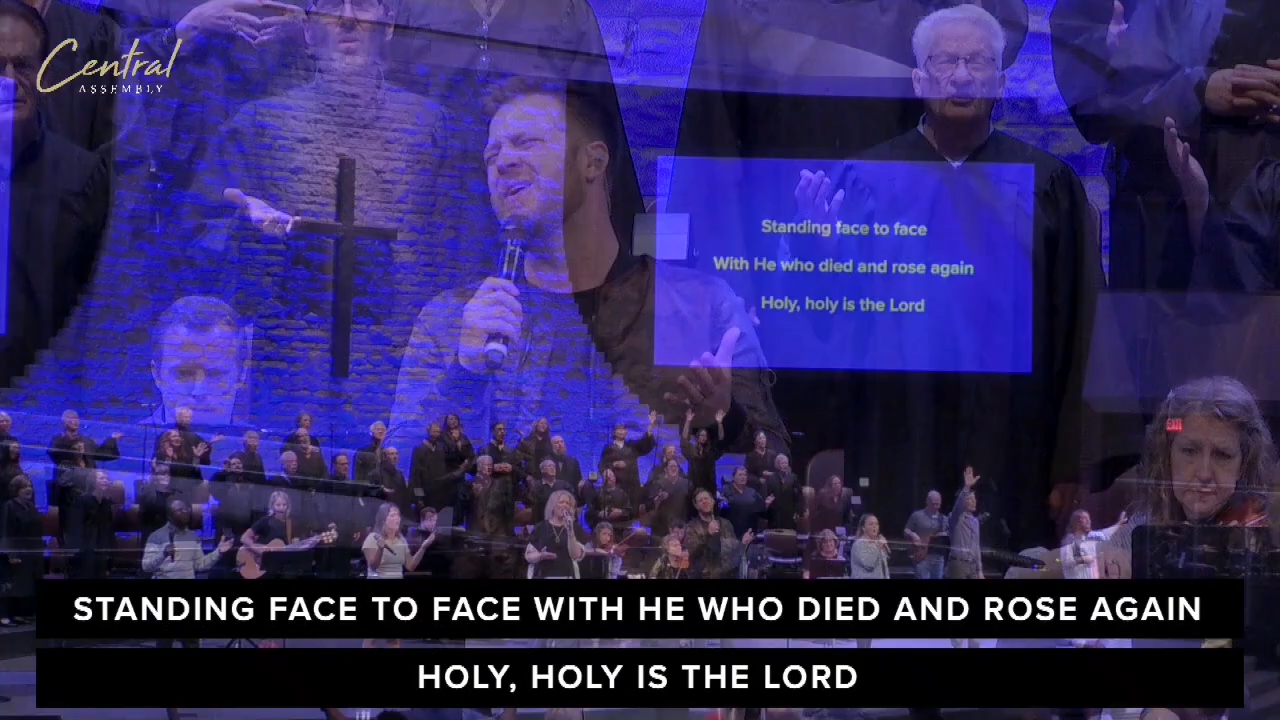 Central
ASSEMBLY
Standing face to face
With He who died and rose again
Holy, holy is the Lord
EXIT
STANDING FACE TO FACE WITH HE WHO DIED AND ROSE AGAIN
HOLY, HOLY IS THE LORD